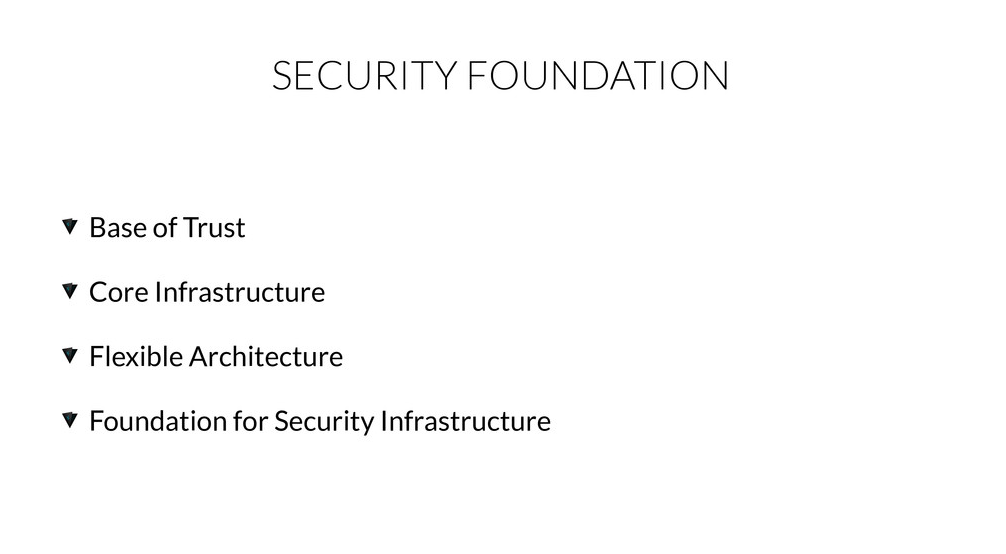 SECURITY FOUNDATION
Base of Trust
Core Infrastructure
Flexible Architecture
Foundation for Security Infrastructure